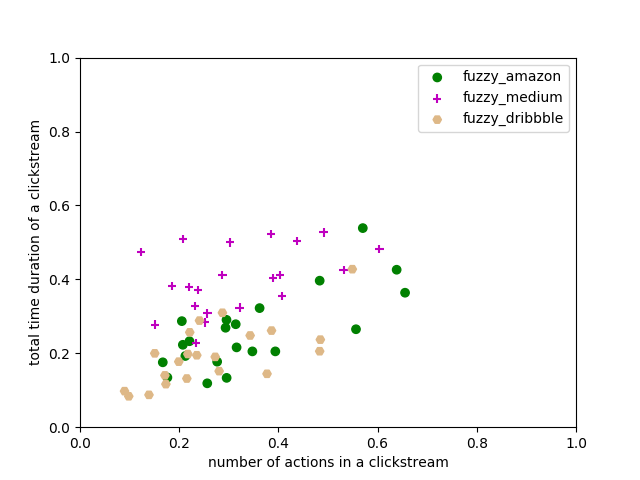 1.0
0.8
0.6
0.4
0.2
0.0
total time duration of a clickstream
fuzzy_amazon
fuzzy_medium
fuzzy_dribbble
0.0 0.2 0.4 0.6 0.8 1.0
number of actions in a clickstream